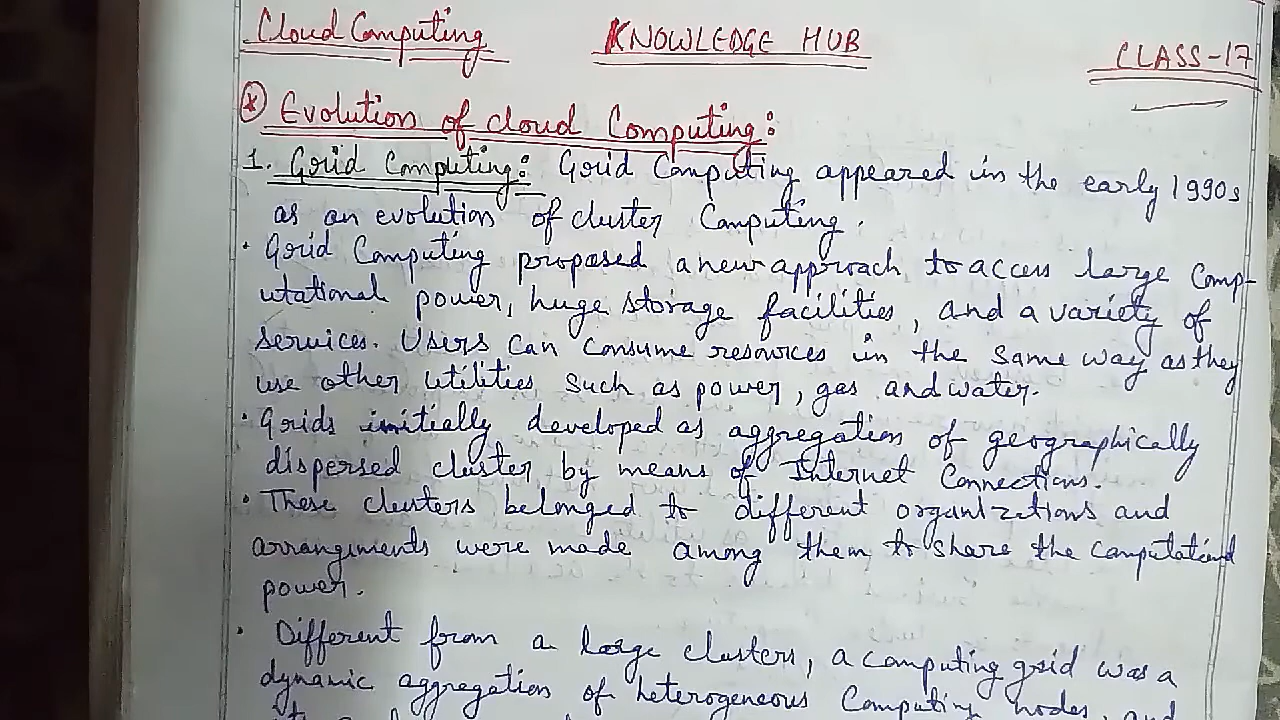 Cloud Computing KNOWLEDGE HUB CLASS-17
* Evolution of cloud Computing:
1. Grid Computing: Grid Computing appeared in the early 1990s
as an evolution of cluster Computing.
· Grid Computing proposed a new approach to access large Comp-
utational power, huge storage facilities, and a variety of
services. Users can consume resources in the same way as they
use other utilities such as power, gas and water.
· Grids initially developed as aggregation of geographically
dispersed cluster by means of Internet Connections.
· These clusters belonged to different organizations and
arrangements were made among them to share the computational
power.
· Different from a large clusters, a computing grid was a
dynamic aggregation of heterogeneous Computing nodes, and